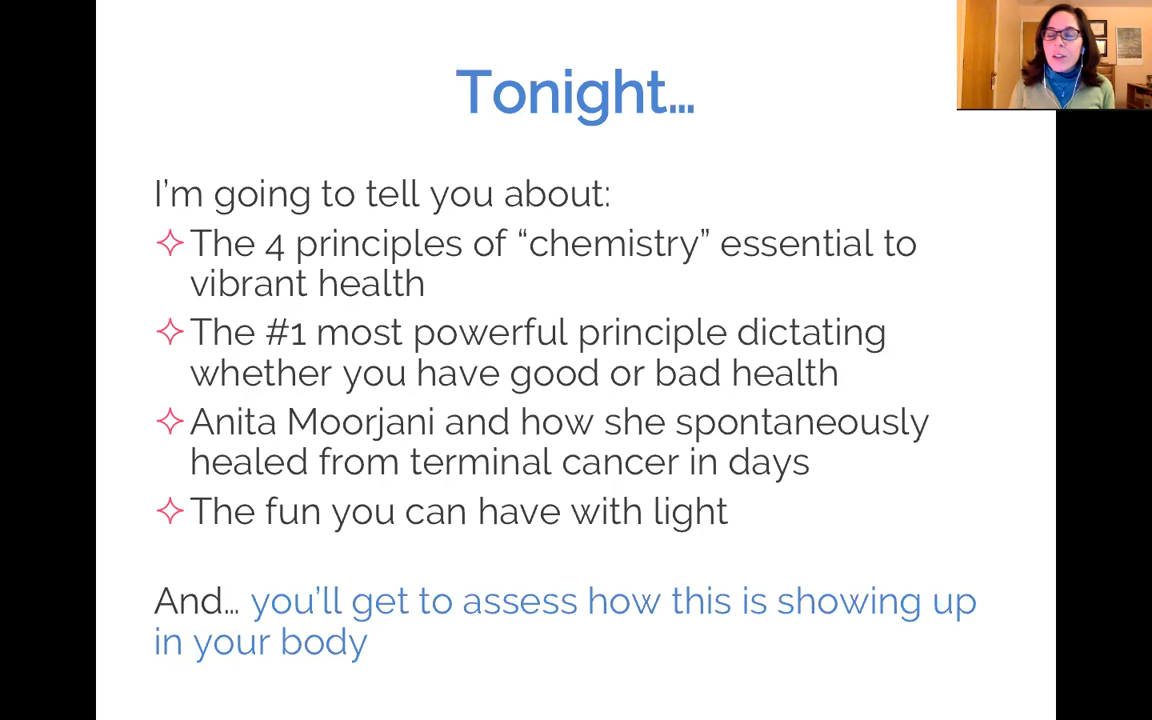 Tonight...
I'm going to tell you about:
The 4 principles of “chemistry” essential to
vibrant health
The #1 most powerful principle dictating
whether you have good or bad health
Anita Moorjani and how she spontaneously
healed from terminal cancer in days
The fun you can have with light
And... you'll get to assess how this is showing up
in your body